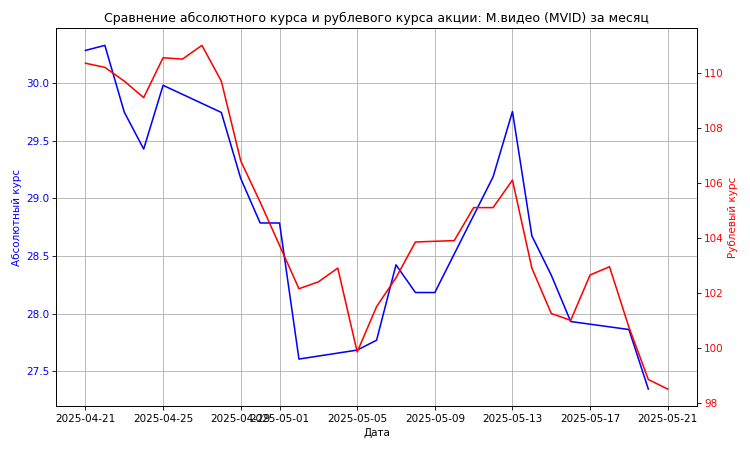 Сравнение абсолютного курса и рублевого курса акции: М.видео (MVID) за месяц
Абсолютный курс
30.0
29.5
29.0
28.5
28.0
27.5
Рублевый курс
110
108
106
104
102
100
98
2025-04-21 2025-04-25 2025-04-29 2025-05-01 2025-05-05 2025-05-09 2025-05-13 2025-05-17 2025-05-21
Дата